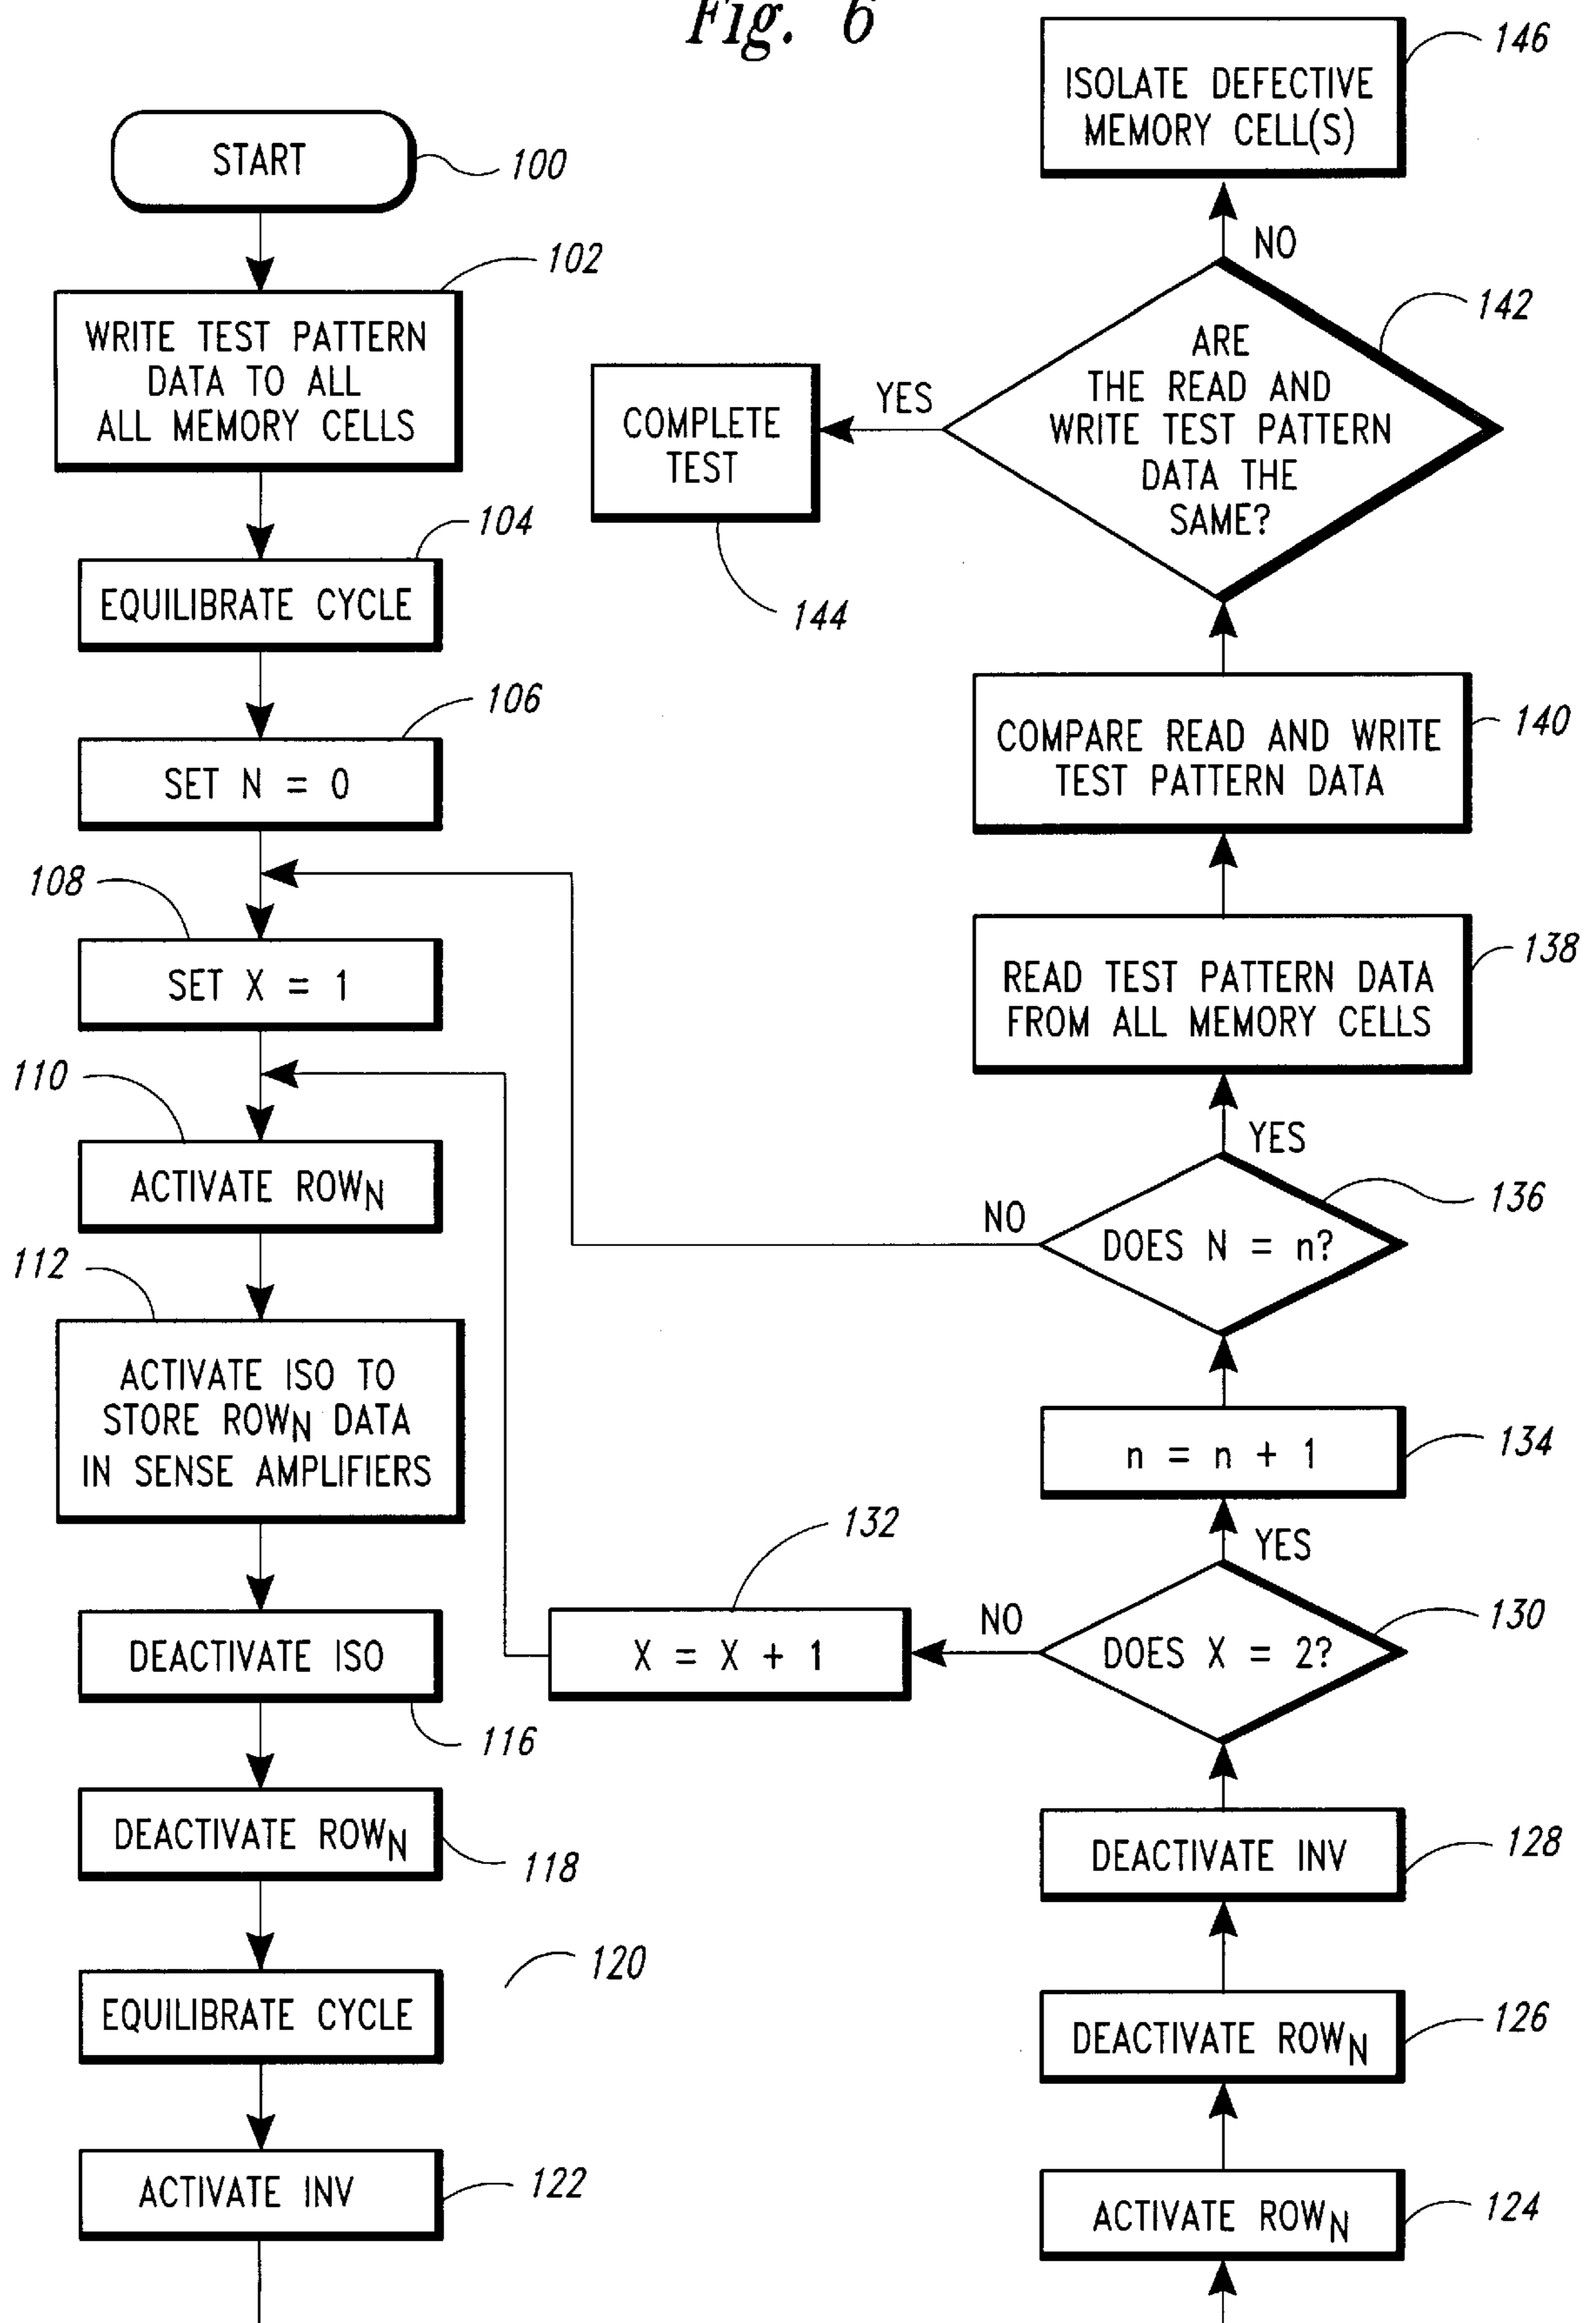 Fig. 6
START
100
102
WRITE TEST PATTERN
DATA TO ALL
ALL MEMORY CELLS
104
EQUILIBRATE CYCLE
106
SET N = 0
108
SET X = 1
110
ACTIVATE ROWN
112
ACTIVATE ISO TO
STORE ROWN DATA
IN SENSE AMPLIFIERS
DEACTIVATE ISO
116
DEACTIVATE ROWN
118
120
EQUILIBRATE CYCLE
ACTIVATE INV
122
146
ISOLATE DEFECTIVE
MEMORY CELL(S)
NO
142
ARE
THE READ AND
WRITE TEST PATTERN
DATA THE
SAME?
YES
COMPLETE
TEST
144
COMPARE READ AND WRITE
TEST PATTERN DATA
140
READ TEST PATTERN DATA
FROM ALL MEMORY CELLS
138
YES
136
NO
DOES N = n?
n = n + 1
134
YES
132
X = X + 1
NO
DOES X = 2?
130
DEACTIVATE INV
128
DEACTIVATE ROWN
126
ACTIVATE ROWN
124